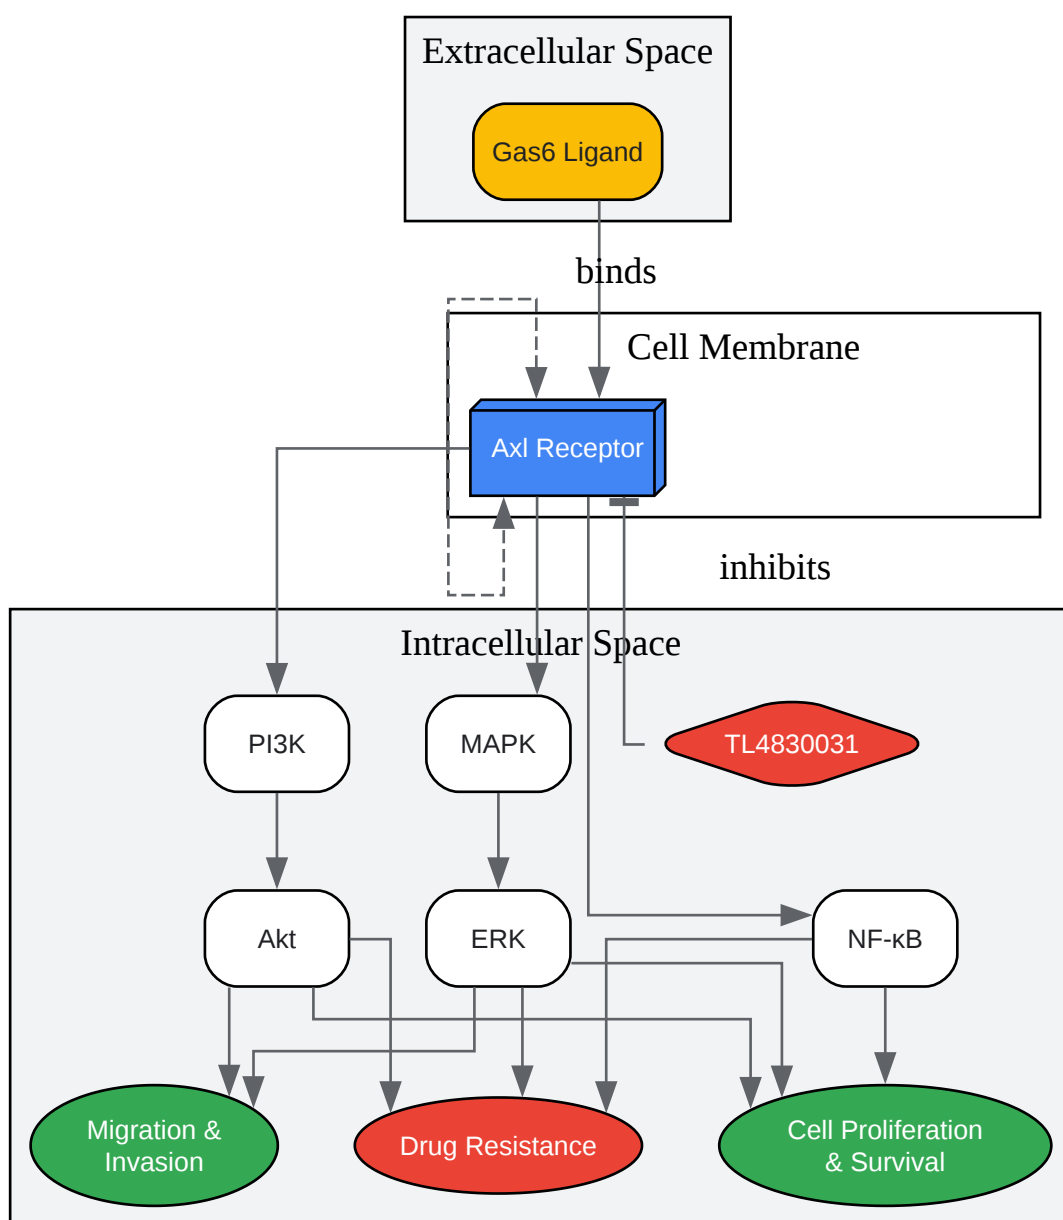 Extracellular Space
Gas6 Ligand
binds
Cell Membrane
Axl Receptor
inhibits
Intracellular Space
PI3K
MAPK
TL4830031
Akt
ERK
NF-κB
Migration &
Invasion
Drug Resistance
Cell Proliferation
& Survival